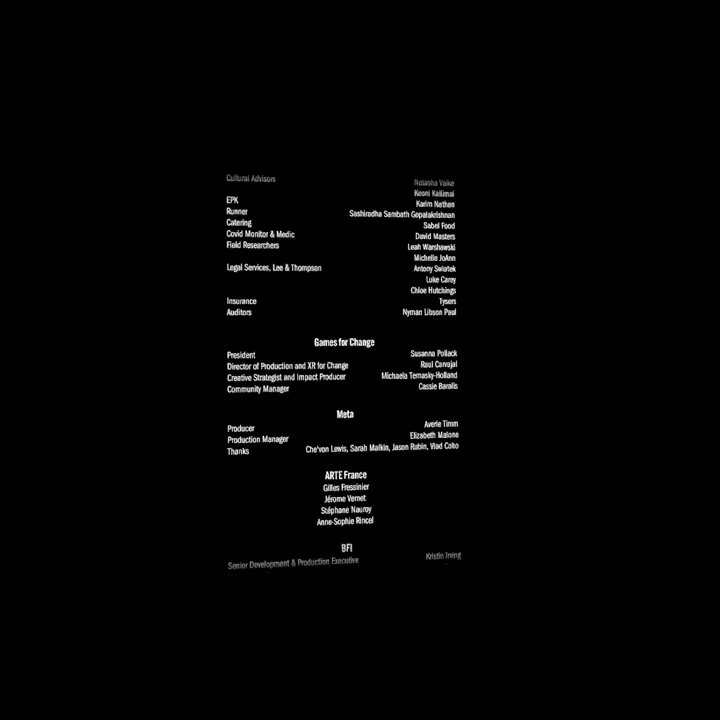 Cultural Advisors Natasha Vaike
Keoni Kailimai
EPK Karim Nathan
Runner Sashiradha Sambath Gopalakrishnan
Catering Sabel Food
Covid Monitor & Medic David Masters
Field Researchers Leah Warshawski
Michelle JoAnn
Legal Services, Lee & Thompson Antony Swiatek
Luke Carey
Chloe Hutchings
Insurance Tysers
Auditors Nyman Libson Paul
Games for Change
President Susanna Pollack
Director of Production and XR for Change Raul Carvajal
Creative Strategist and Impact Producer Michaela Ternasky-Holland
Community Manager Cassie Baralis
Meta
Producer Averie Timm
Production Manager Elizabeth Malone
Thanks Che'von Lewis, Sarah Malkin, Jason Rubin, Vlad Coho
ARTE France
Gilles Fressinier
Jérome Vernet
Stéphane Nauroy
Anne-Sophie Rincel
BFI
Senior Development & Production Executive Kristin Irving